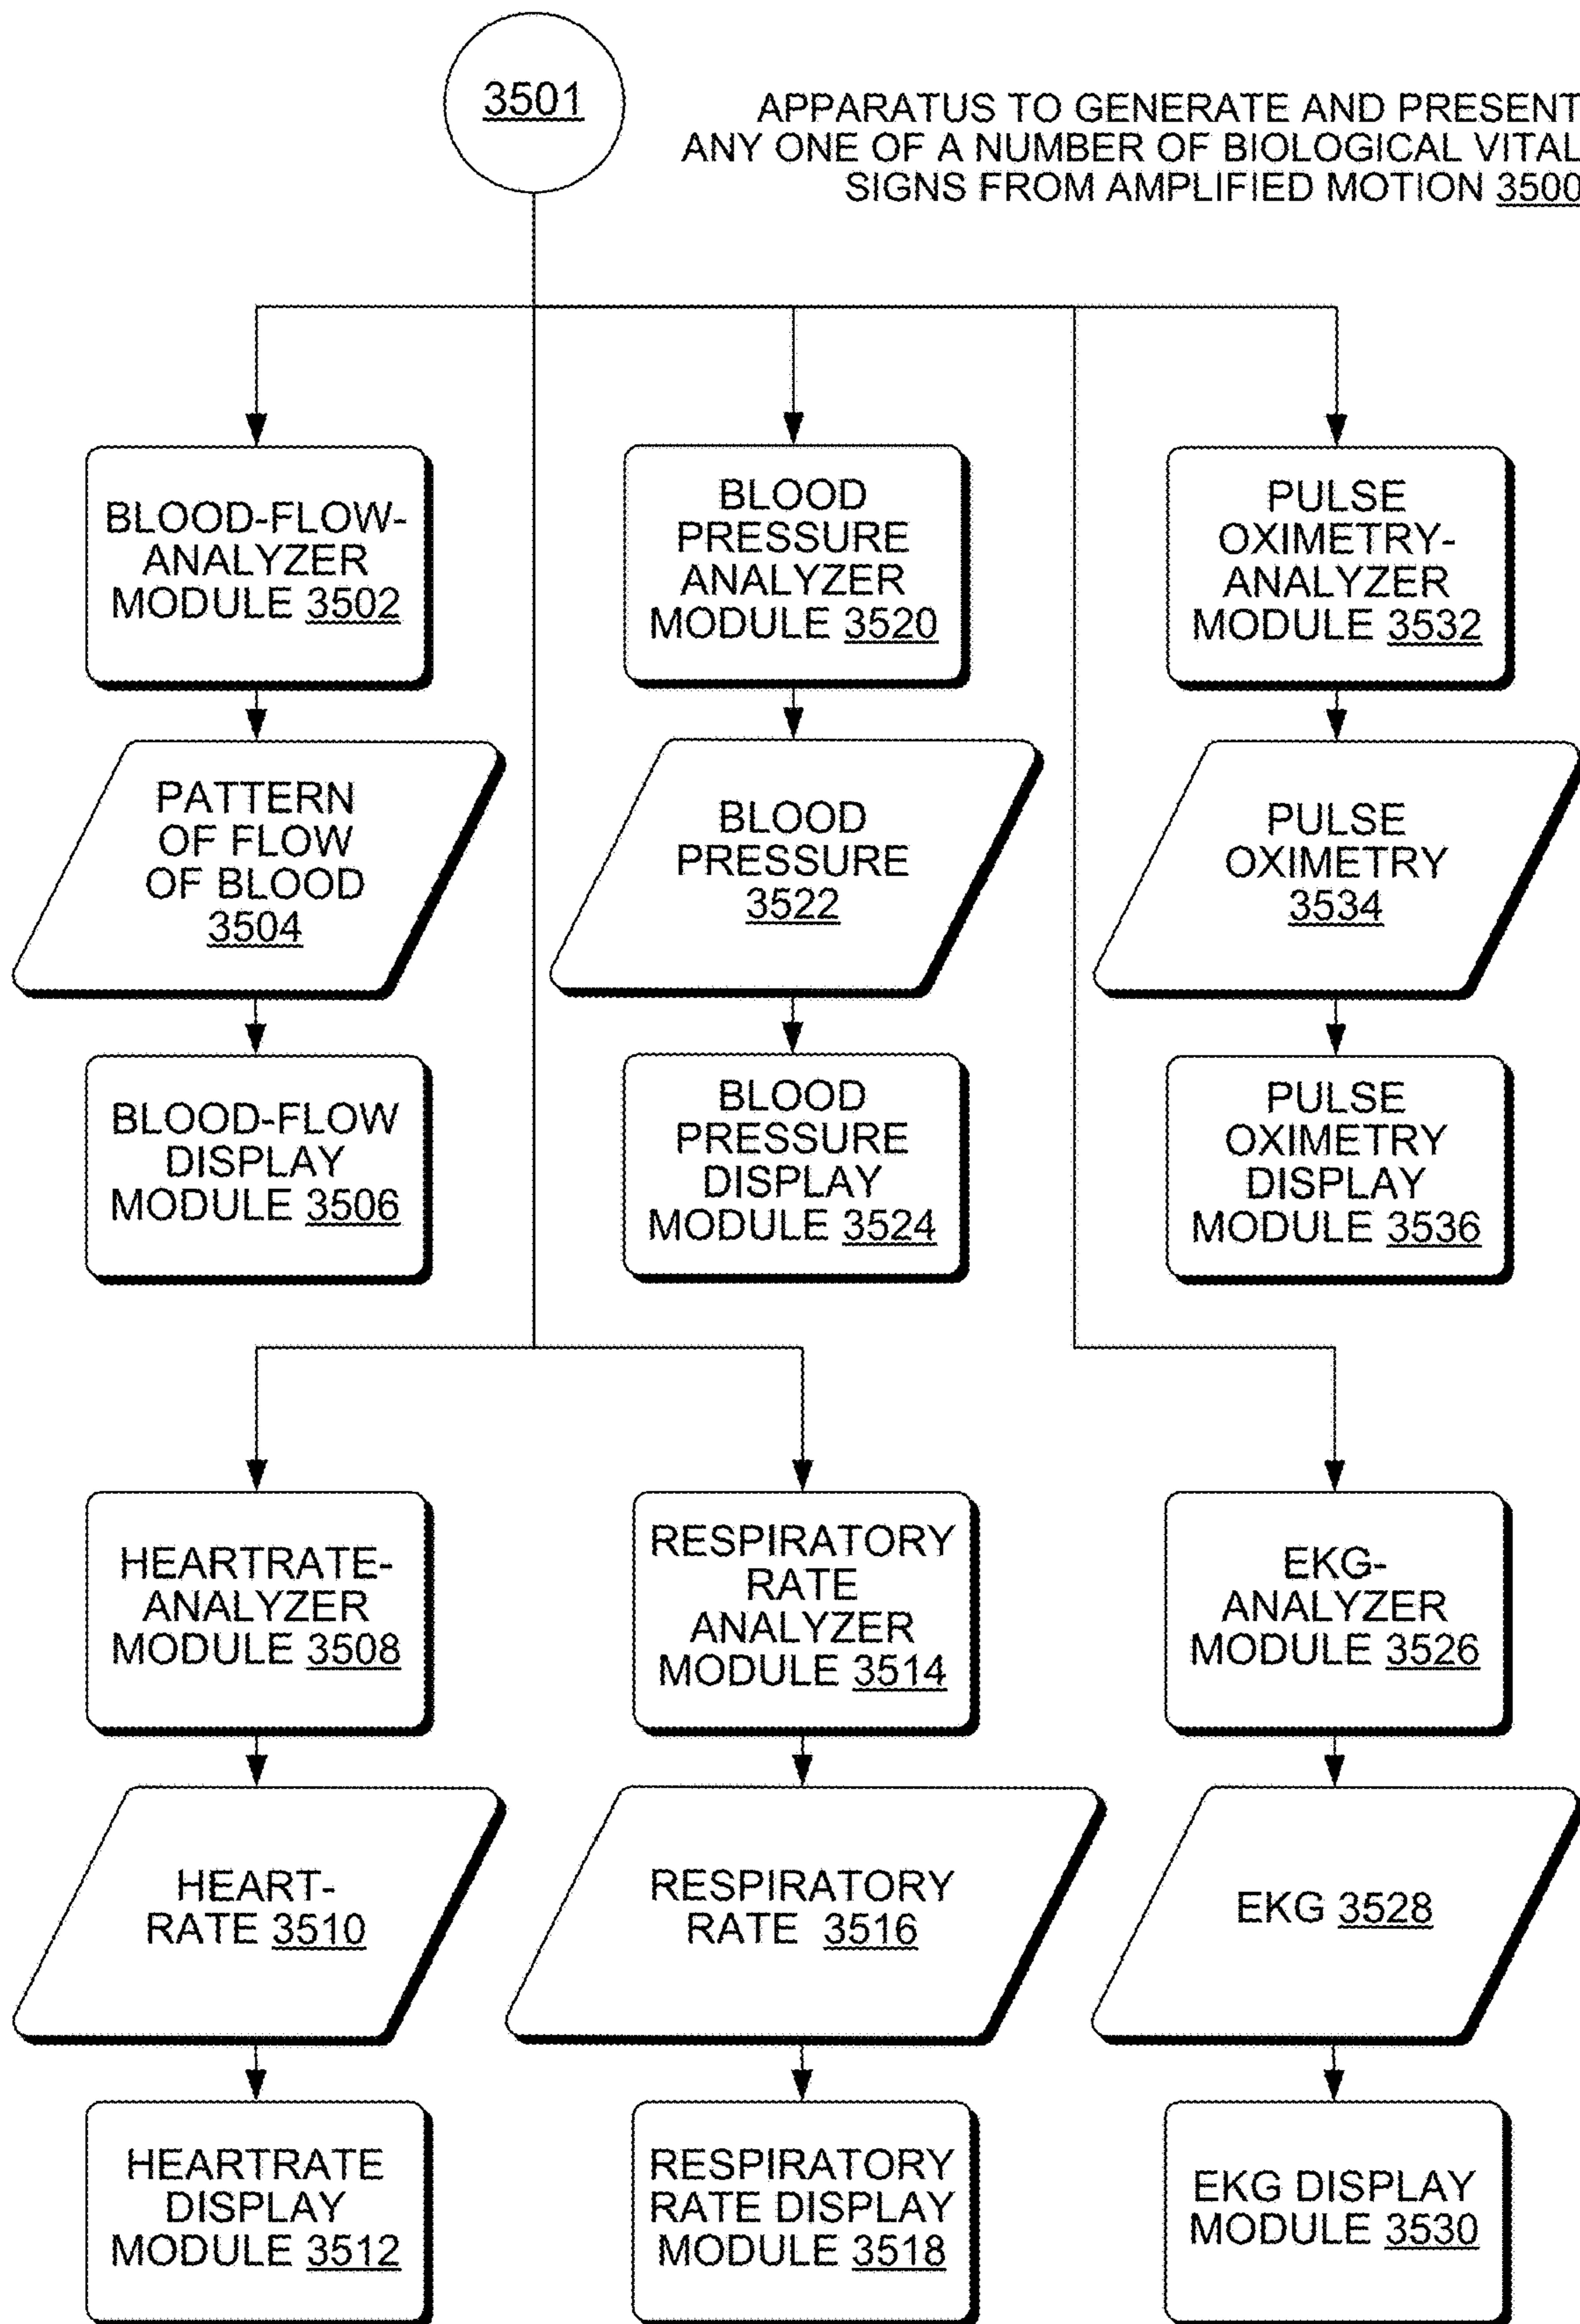 3501
APPARATUS TO GENERATE AND PRESENT
ANY ONE OF A NUMBER OF BIOLOGICAL VITAL
SIGNS FROM AMPLIFIED MOTION 3500
BLOOD-FLOW-
ANALYZER
MODULE 3502
BLOOD
PRESSURE
ANALYZER
MODULE 3520
PULSE
OXIMETRY-
ANALYZER
MODULE 3532
PATTERN
OF FLOW
OF BLOOD
3504
BLOOD
PRESSURE
3522
PULSE
OXIMETRY
3534
BLOOD-FLOW
DISPLAY
MODULE 3506
BLOOD
PRESSURE
DISPLAY
MODULE 3524
PULSE
OXIMETRY
DISPLAY
MODULE 3536
HEARTRATE-
ANALYZER
MODULE 3508
RESPIRATORY
RATE
ANALYZER
MODULE 3514
EKG-
ANALYZER
MODULE 3526
HEART-
RATE 3510
RESPIRATORY
RATE 3516
EKG 3528
HEARTRATE
DISPLAY
MODULE 3512
RESPIRATORY
RATE DISPLAY
MODULE 3518
EKG DISPLAY
MODULE 3530